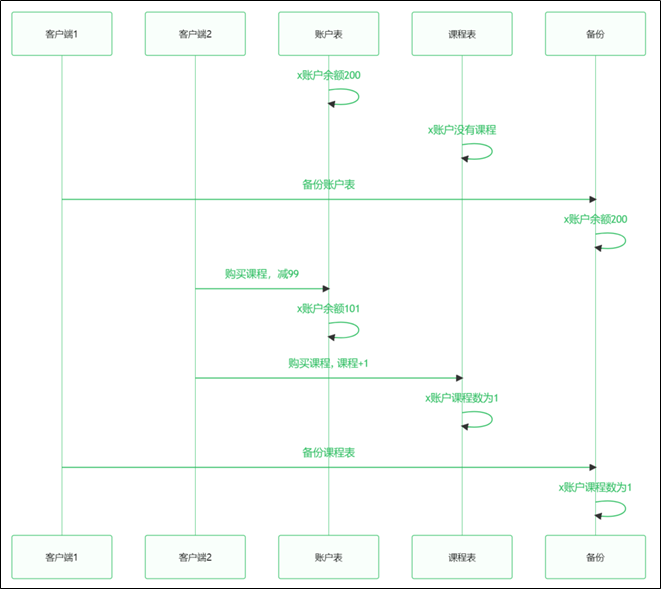 客户端1
客户端2
账户表
课程表
备份
x账户余额200
x账户没有课程
备份账户表
x账户余额200
购买课程，减99
x账户余额101
购买课程，课程+1
x账户课程数为1
备份课程表
x账户课程数为1
客户端1
客户端2
账户表
课程表
备份